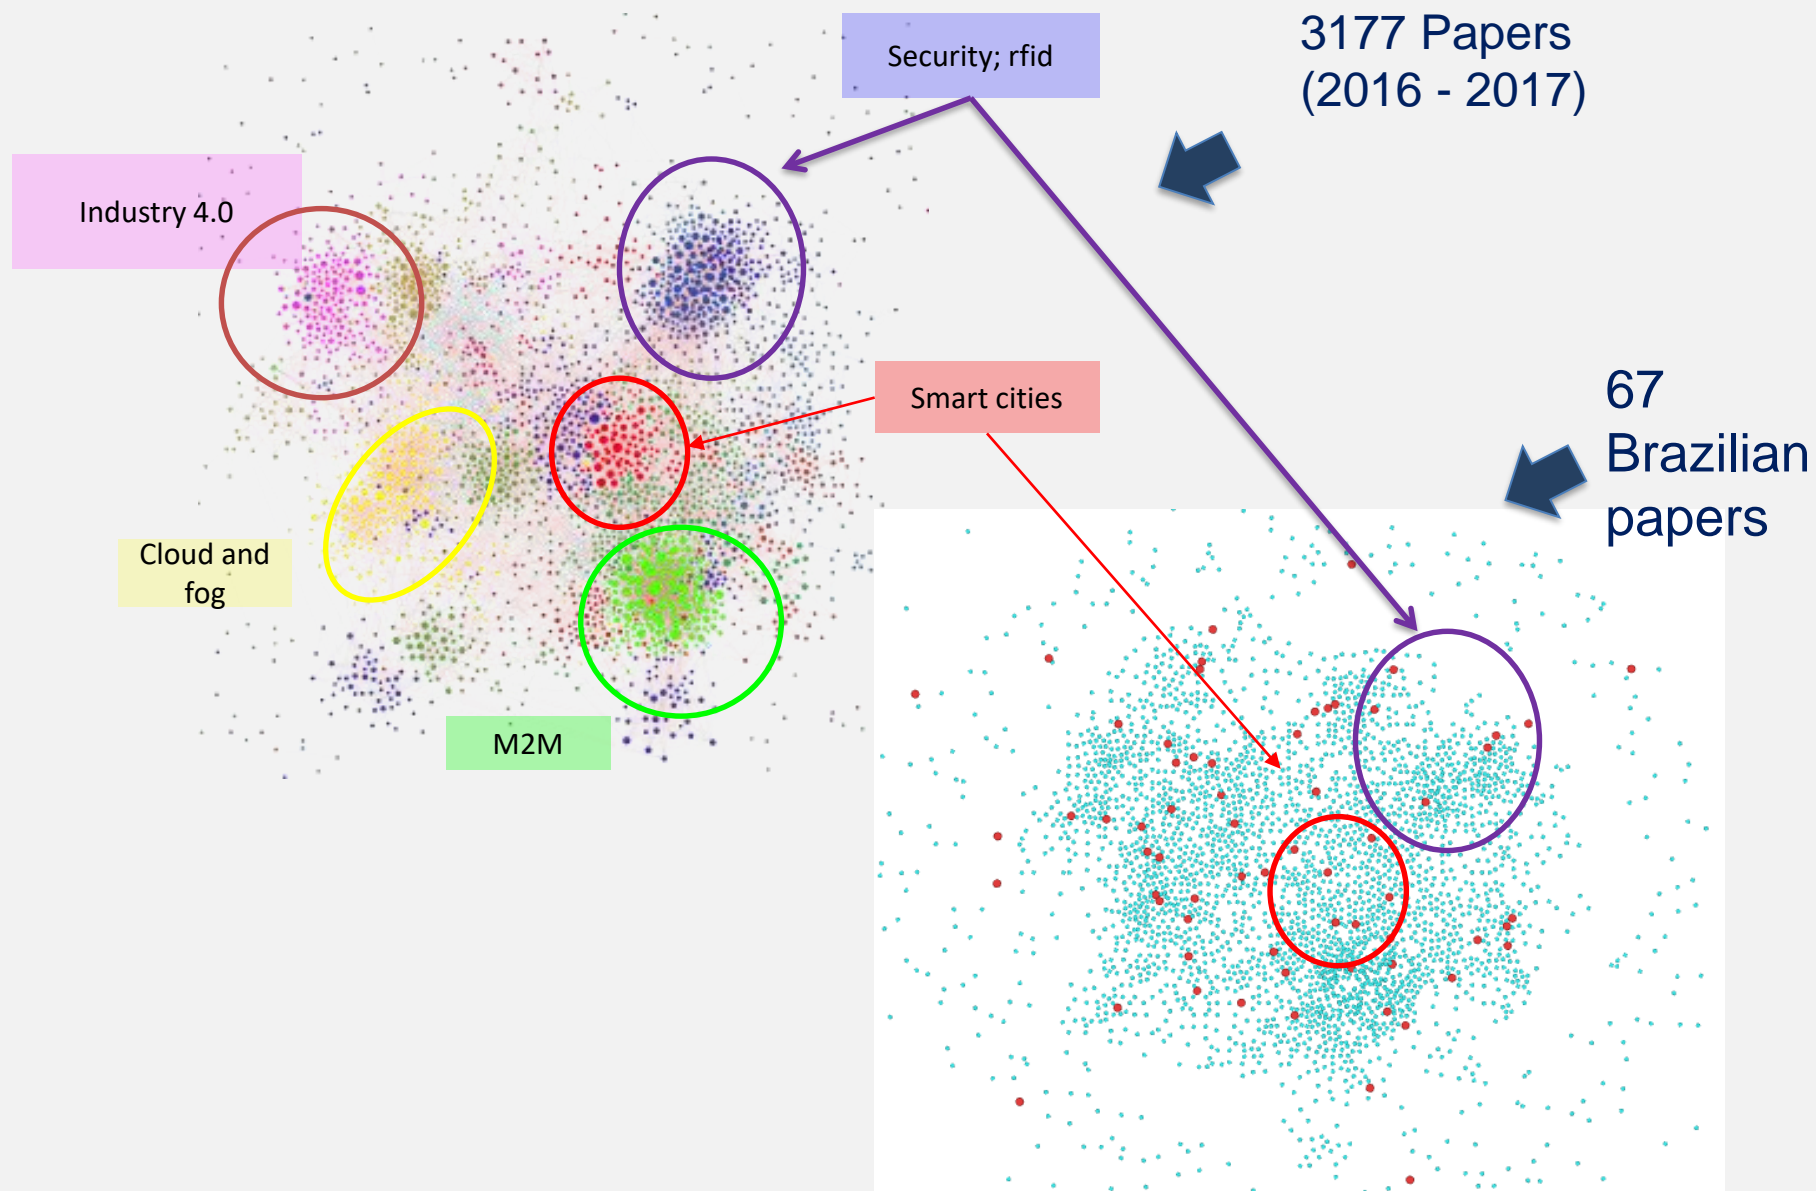 3177 Papers
(2016 - 2017)
Security; rfid
Industry 4.0
Smart cities
67
Brazilian
papers
Cloud and
fog
M2M